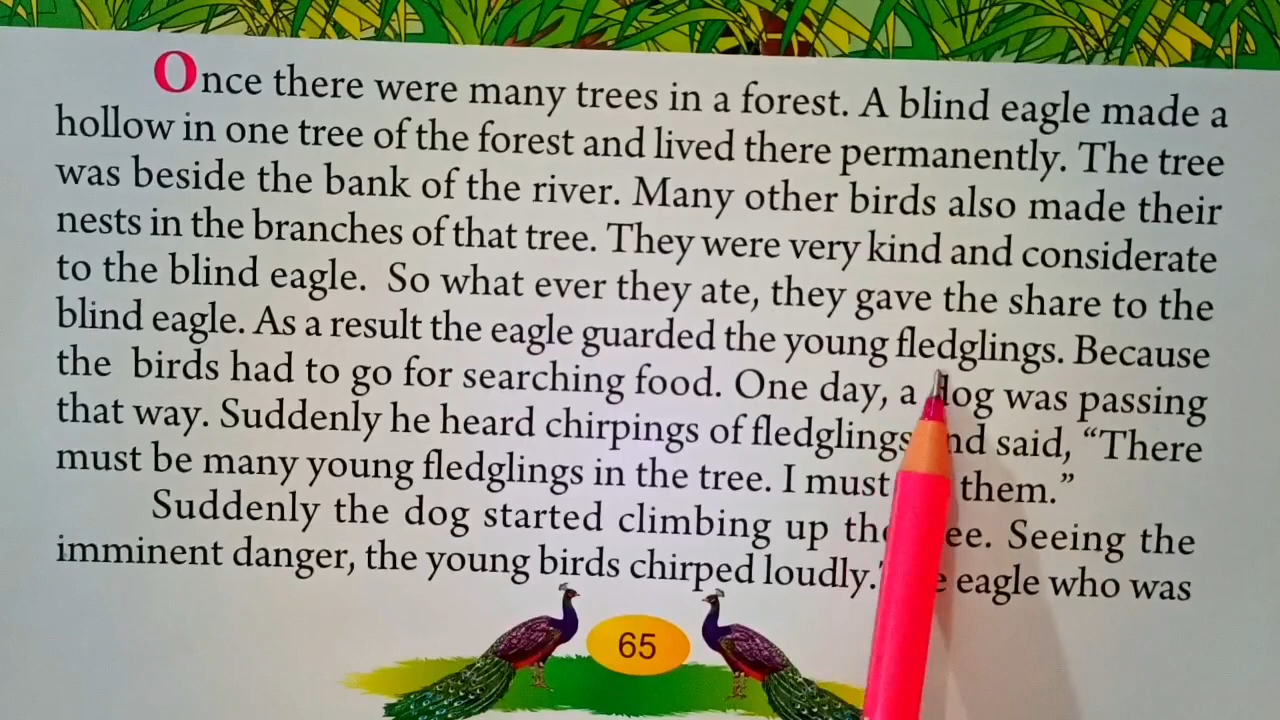 Once there were many trees in a forest. A blind eagle made a
hollow in one tree of the forest and lived there permanently. The tree
was beside the bank of the river. Many other birds also made their
nests in the branches of that tree. They were very kind and considerate
to the blind eagle. So what ever they ate, they gave the share to the
blind eagle. As a result the eagle guarded the young fledglings. Because
the birds had to go for searching food. One day, a dog was passing
that way. Suddenly he heard chirpings of fledglings and said, “There
must be many young fledglings in the tree. I must them.”
Suddenly the dog started climbing up the tree. Seeing the
imminent danger, the young birds chirped loudly. The eagle who was
65